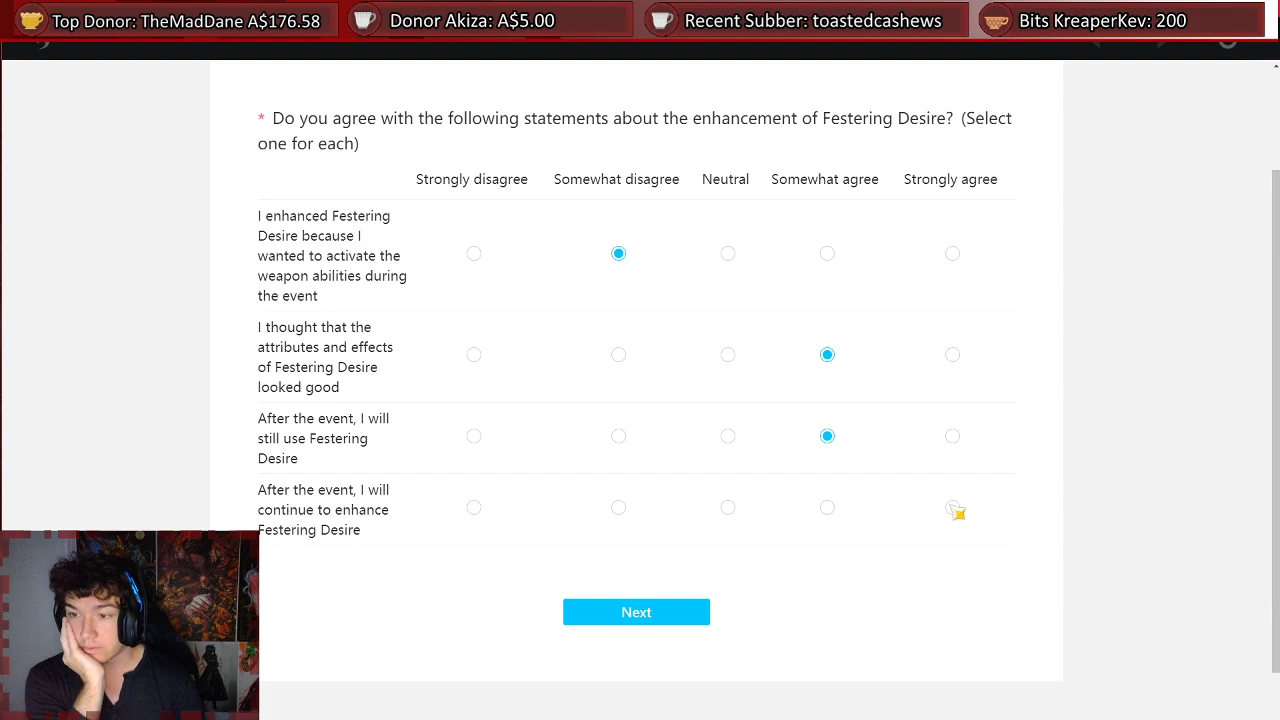 Top Donor: TheMadDane A$176.58
Donor Akiza: A$5.00
Recent Subber: toastedcashews
Bits KreaperKev: 200
* Do you agree with the following statements about the enhancement of Festering Desire? (Select
one for each)
Strongly disagree Somewhat disagree Neutral Somewhat agree Strongly agree
I enhanced Festering
Desire because I
wanted to activate the
weapon abilities during
the event
I thought that the
attributes and effects
of Festering Desire
looked good
After the event, I will
still use Festering
Desire
After the event, I will
continue to enhance
Festering Desire
Next